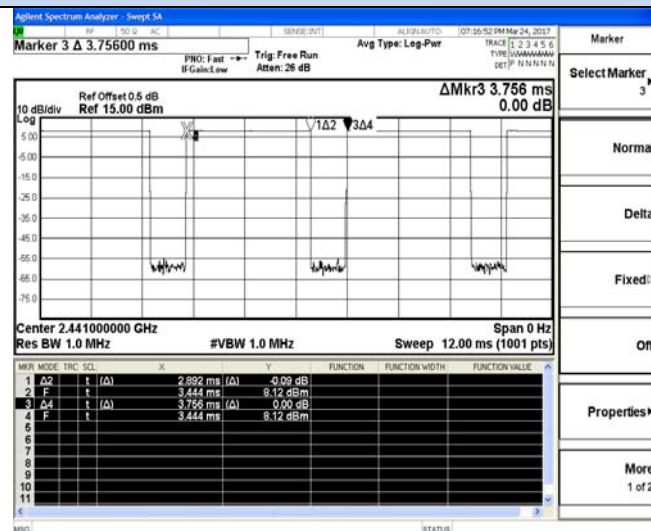 Agilent Spectrum Analyzer - Swept SA
RF 50 Ω AC SENSE:INT ALIGN AUTO 07:16:52 PM Mar 24, 2017
Marker 3 Δ 3.75600 ms
PNO: Fast
IFGain:Low
Trig: Free Run
Atten: 26 dB
Avg Type: Log-Pwr
TRACE 1 2 3 4 5 6
TYPE
DET P N N N N N
Ref Offset 0.5 dB
10 dB/div Ref 15.00 dBm
ΔMkr3 3.756 ms
0.00 dB
Log
5.00
-5.00
-15.0
-25.0
-35.0
-45.0
-55.0
-65.0
-75.0
1Δ2 3Δ4
Center 2.441000000 GHz Span 0 Hz
Res BW 1.0 MHz #VBW 1.0 MHz Sweep 12.00 ms (1001 pts)
MKR MODE TRC SCL X Y FUNCTION FUNCTION WIDTH FUNCTION VALUE
1 Δ2 t (Δ) 2.892 ms (Δ) -0.09 dB
2 F t 3.444 ms 8.12 dBm
3 Δ4 t (Δ) 3.756 ms (Δ) 0.00 dB
4 F t 3.444 ms 8.12 dBm
5
6
7
8
9
10
11
MSG STATUS
Marker
Select Marker
3
Norma
Delta
Fixed
Off
Properties
More
1 of 2